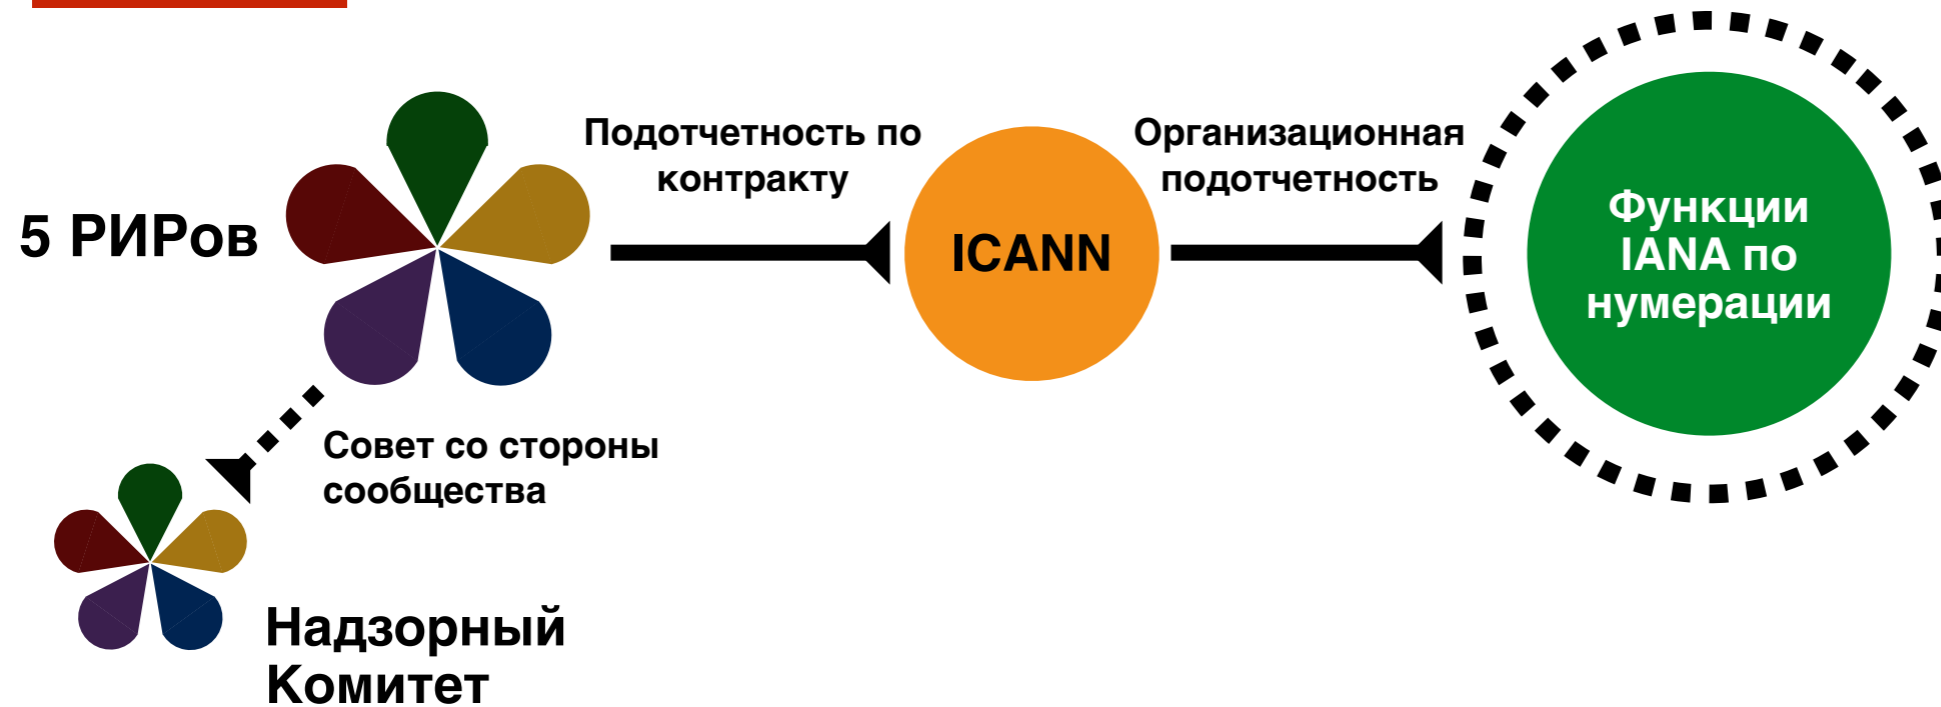 5 РИРов
Подотчетность по
контракту
ICANN
Организационная
подотчетность
Функции
IANA по
нумерации
Совет со стороны
сообщества
Надзорный
Комитет